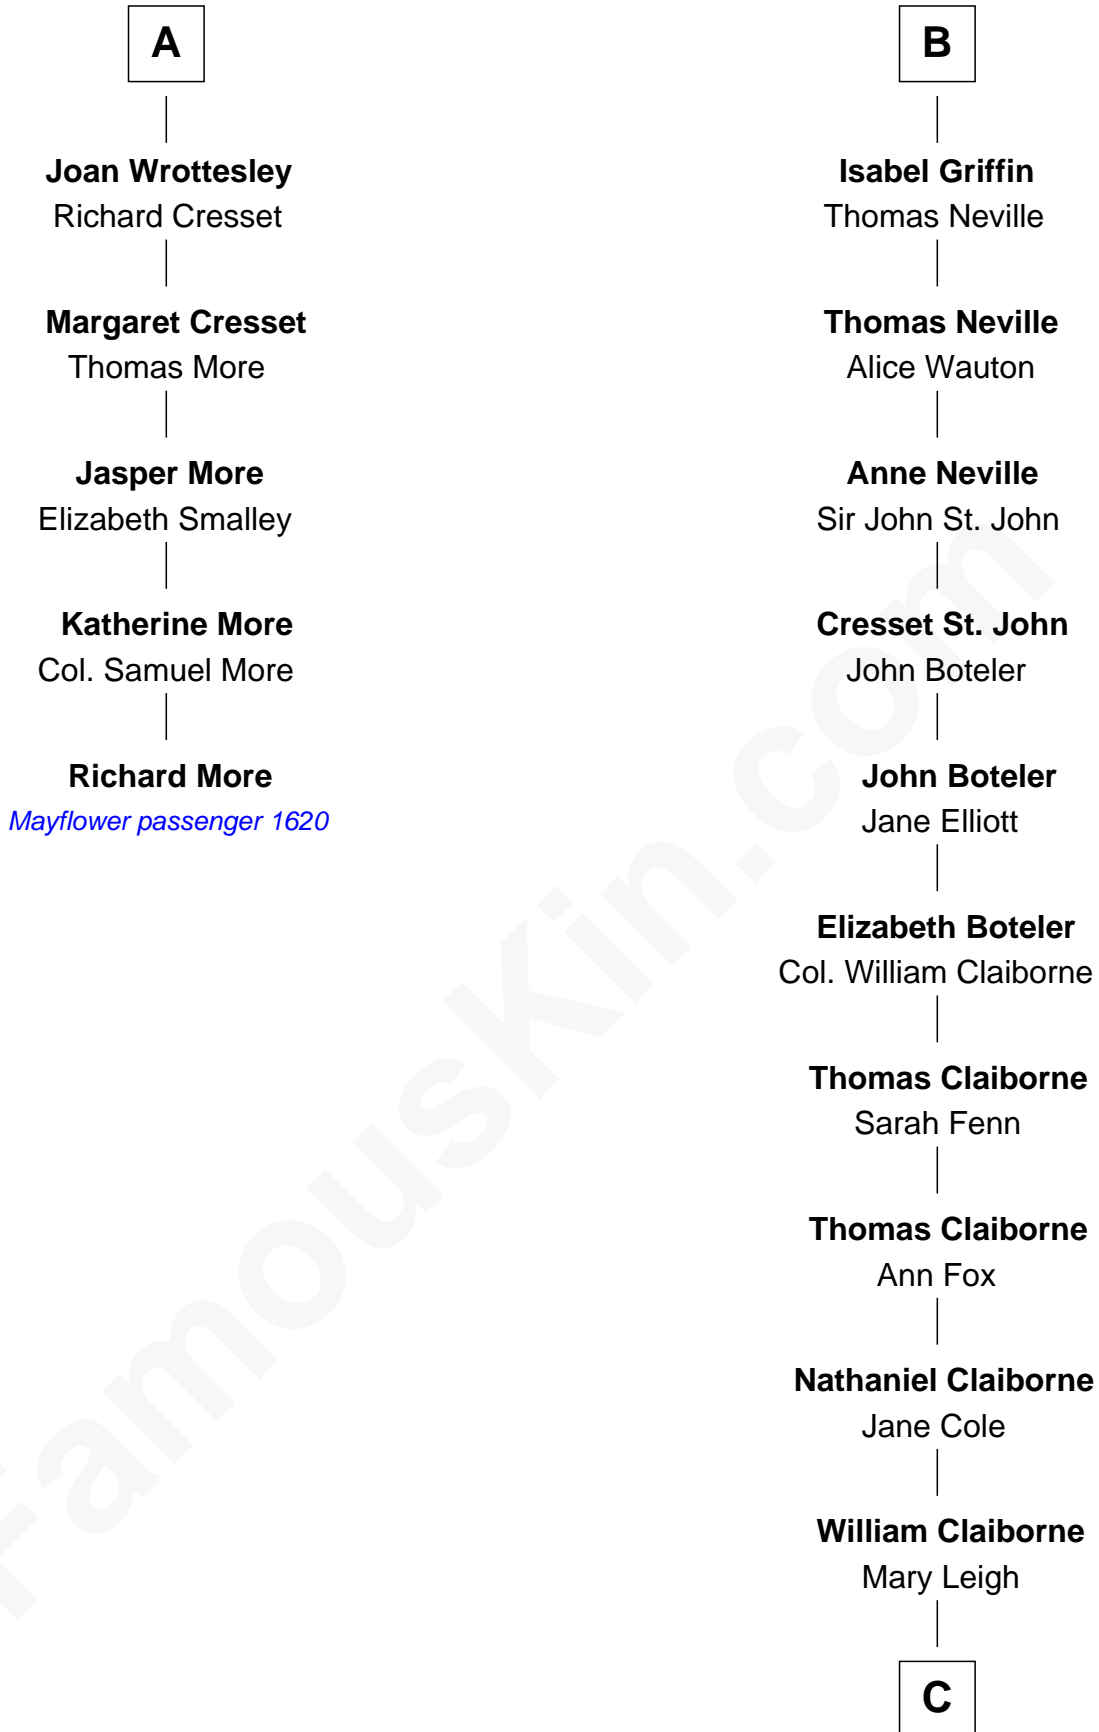 A
Joan Wrottesley
Richard Cresset
Margaret Cresset
Thomas More
Jasper More
Elizabeth Smalley
Katherine More
Col. Samuel More
Richard More
Mayflower passenger 1620
B
Isabel Griffin
Thomas Neville
Thomas Neville
Alice Wauton
Anne Neville
Sir John St. John
Cresset St. John
John Boteler
John Boteler
Jane Elliott
Elizabeth Boteler
Col. William Claiborne
Thomas Claiborne
Sarah Fenn
Thomas Claiborne
Ann Fox
Nathaniel Claiborne
Jane Cole
William Claiborne
Mary Leigh
C
FamousKin.com